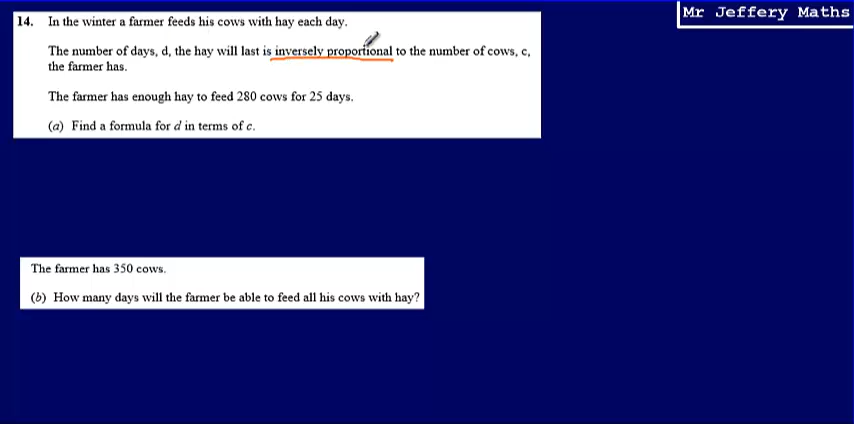 Mr Jeffery Maths
14. In the winter a farmer feeds his cows with hay each day.
The number of days, d, the hay will last is inversely proportional to the number of cows, c,
the farmer has.
The farmer has enough hay to feed 280 cows for 25 days.
(a) Find a formula for d in terms of c.
The farmer has 350 cows.
(b) How many days will the farmer be able to feed all his cows with hay?